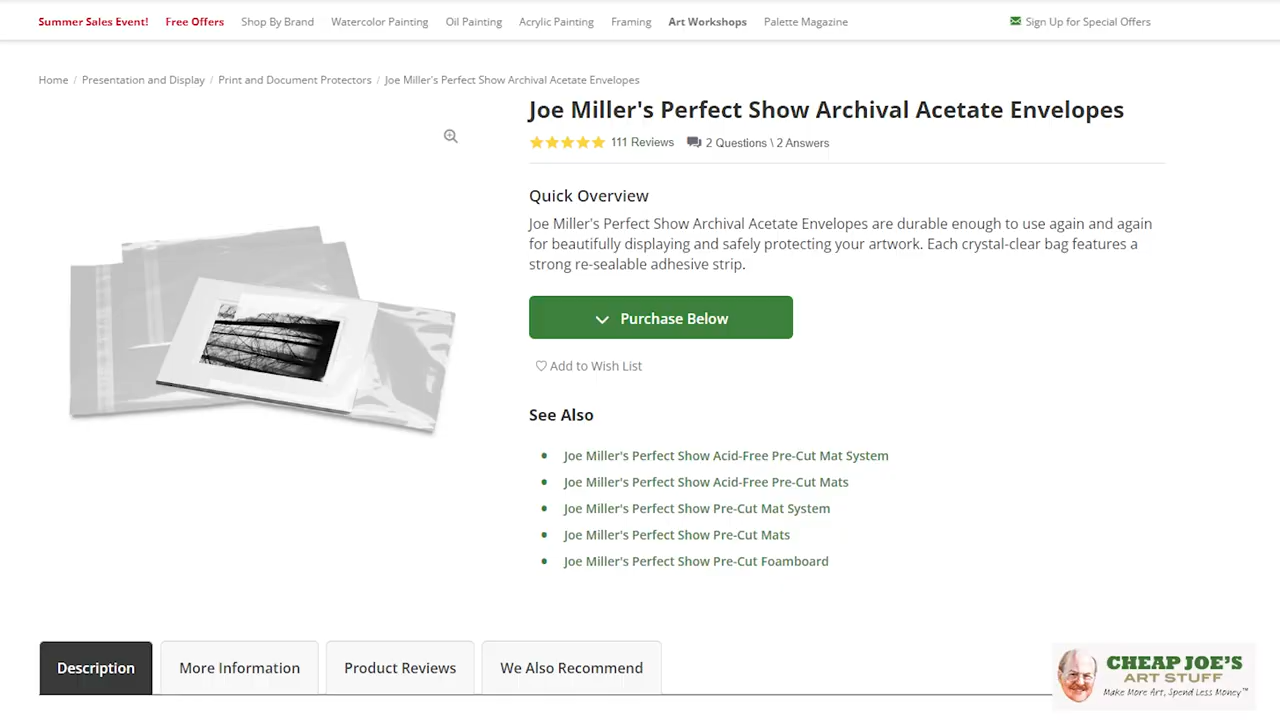 Summer Sales Event! Free Offers Shop By Brand Watercolor Painting Oil Painting Acrylic Painting Framing Art Workshops Palette Magazine Sign Up for Special Offers
Home / Presentation and Display / Print and Document Protectors / Joe Miller's Perfect Show Archival Acetate Envelopes
Joe Miller's Perfect Show Archival Acetate Envelopes
111 Reviews 2 Questions \ 2 Answers
Quick Overview
Joe Miller's Perfect Show Archival Acetate Envelopes are durable enough to use again and again
for beautifully displaying and safely protecting your artwork. Each crystal-clear bag features a
strong re-sealable adhesive strip.
Purchase Below
Add to Wish List
See Also
Joe Miller's Perfect Show Acid-Free Pre-Cut Mat System
Joe Miller's Perfect Show Acid-Free Pre-Cut Mats
Joe Miller's Perfect Show Pre-Cut Mat System
Joe Miller's Perfect Show Pre-Cut Mats
Joe Miller's Perfect Show Pre-Cut Foamboard
Description More Information Product Reviews We Also Recommend
CHEAP JOE'S
ART STUFF
Make More Art, Spend Less Money™